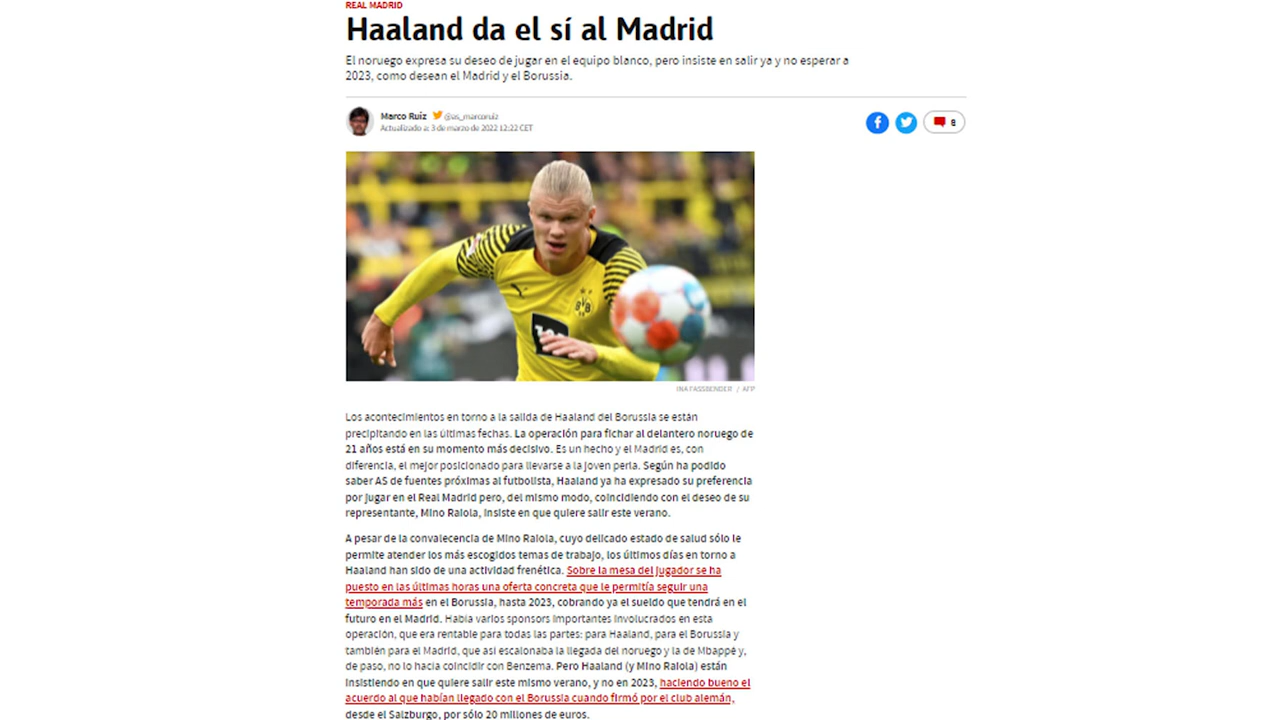 REAL MADRID
Haaland da el sí al Madrid
El noruego expresa su deseo de jugar en el equipo blanco, pero insiste en salir ya y no esperar a
2023, como desean el Madrid y el Borussia.
Marco Ruiz @as_marcoruiz
Actualizado a: 3 de marzo de 2022 12:22 CET
8
BVB
09
INA FASSBENDER / AFP
Los acontecimientos en torno a la salida de Haaland del Borussia se están
precipitando en las últimas fechas. La operación para fichar al delantero noruego de
21 años está en su momento más decisivo. Es un hecho y el Madrid es, con
diferencia, el mejor posicionado para llevarse a la joven perla. Según ha podido
saber AS de fuentes próximas al futbolista, Haaland ya ha expresado su preferencia
por jugar en el Real Madrid pero, del mismo modo, coincidiendo con el deseo de su
representante, Mino Raiola, insiste en que quiere salir este verano.
A pesar de la convalecencia de Mino Raiola, cuyo delicado estado de salud sólo le
permite atender los más escogidos temas de trabajo, los últimos días en torno a
Haaland han sido de una actividad frenética. Sobre la mesa del jugador se ha
puesto en las últimas horas una oferta concreta que le permitía seguir una
temporada más en el Borussia, hasta 2023, cobrando ya el sueldo que tendrá en el
futuro en el Madrid. Había varios sponsors importantes involucrados en esta
operación, que era rentable para todas las partes: para Haaland, para el Borussia y
también para el Madrid, que así escalonaba la llegada del noruego y la de Mbappé y,
de paso, no lo hacía coincidir con Benzema. Pero Haaland (y Mino Raiola) están
insistiendo en que quiere salir este mismo verano, y no en 2023, haciendo bueno el
acuerdo al que habían llegado con el Borussia cuando firmó por el club alemán,
desde el Salzburgo, por sólo 20 millones de euros.